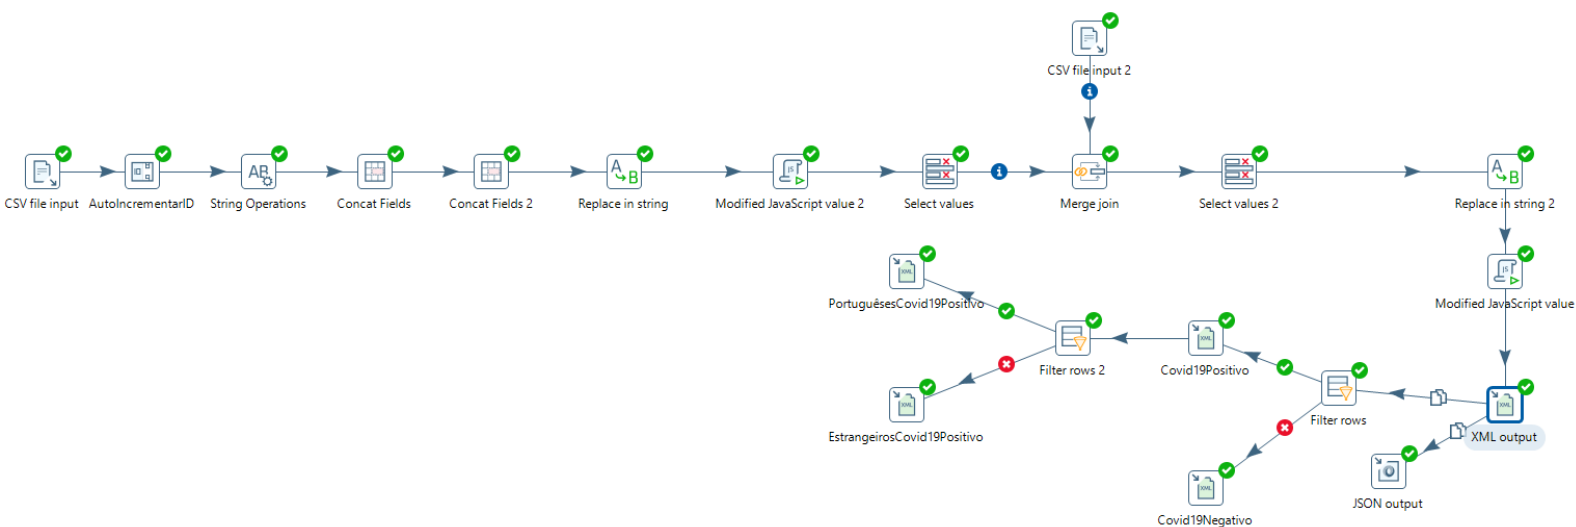 CSV file input 2
CSV file input
AutoIncrementarID
String Operations
Concat Fields
Concat Fields 2
Replace in string
Modified JavaScript value 2
Select values
Merge join
Select values 2
Replace in string 2
Modified JavaScript value
PortuguêsesCovid19Positivo
Filter rows 2
Covid19Positivo
EstrangeirosCovid19Positivo
Filter rows
XML output
JSON output
Covid19Negativo